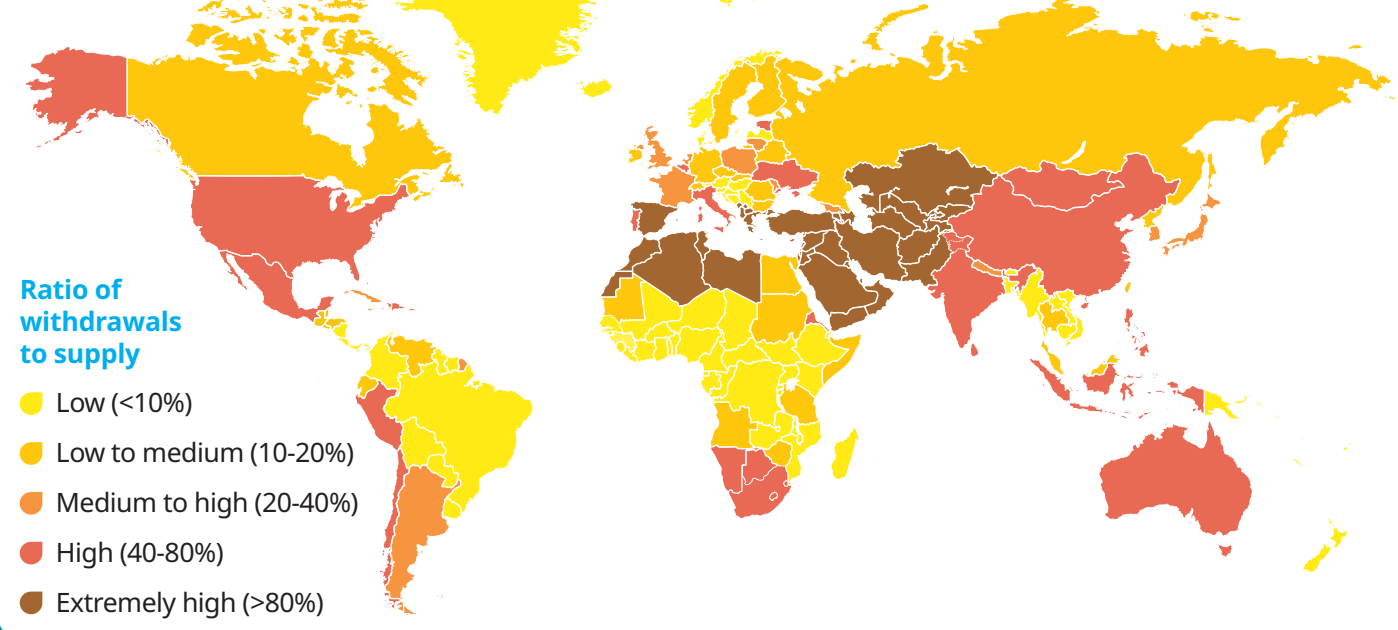 Ratio of
withdrawals
to supply
Low (<10%)
Low to medium (10-20%)
Medium to high (20-40%)
High (40-80%)
Extremely high (>80%)